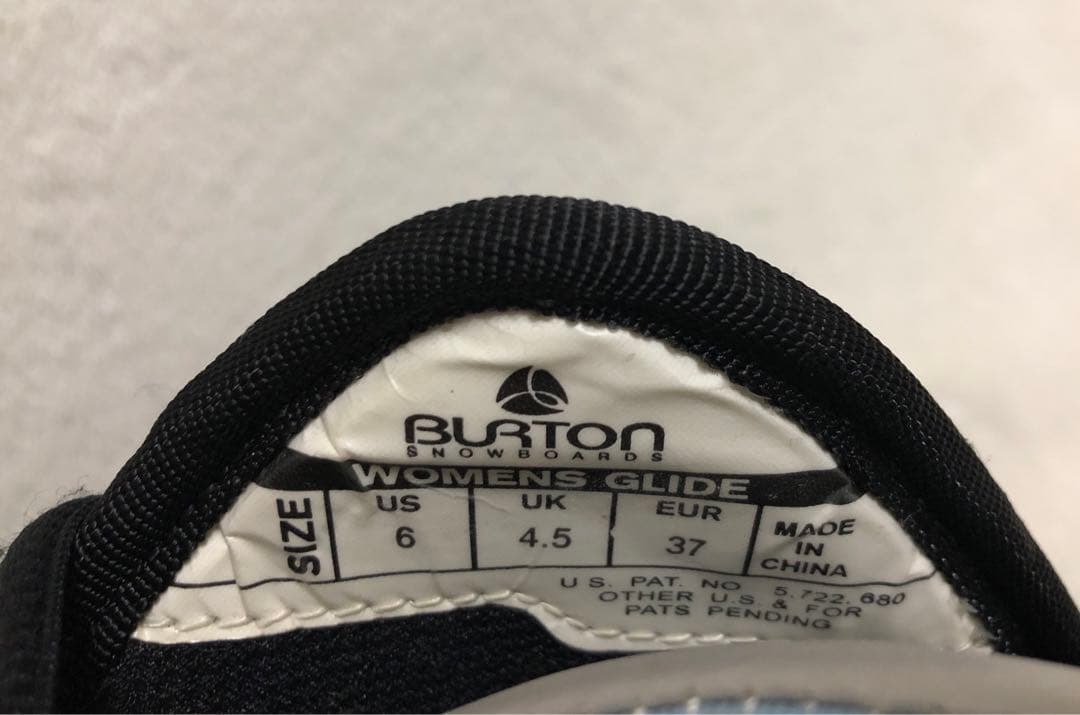 BURTON
SNOWBOARDS
WOMENS GLIDE
SIZE
US UK EUR
6 4.5 37
MADE
IN
CHINA
U S. PAT. NO 5.722.680
OTHER U.S. & FOR
PATS PENDING